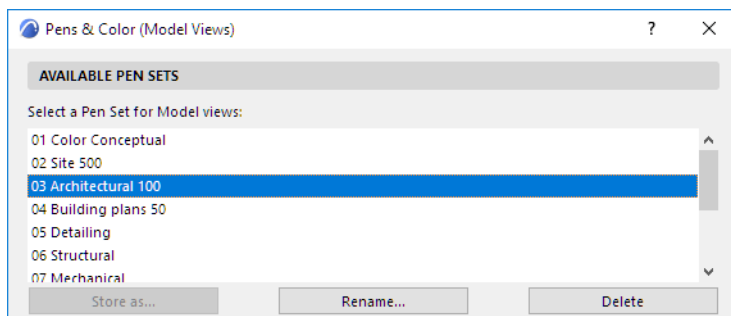 Pens & Color (Model Views) ?
AVAILABLE PEN SETS
Select a Pen Set for Model views:
01 Color Conceptual
02 Site 500
03 Architectural 100
04 Building plans 50
05 Detailing
06 Structural
07 Mechanical
Store as... Rename... Delete